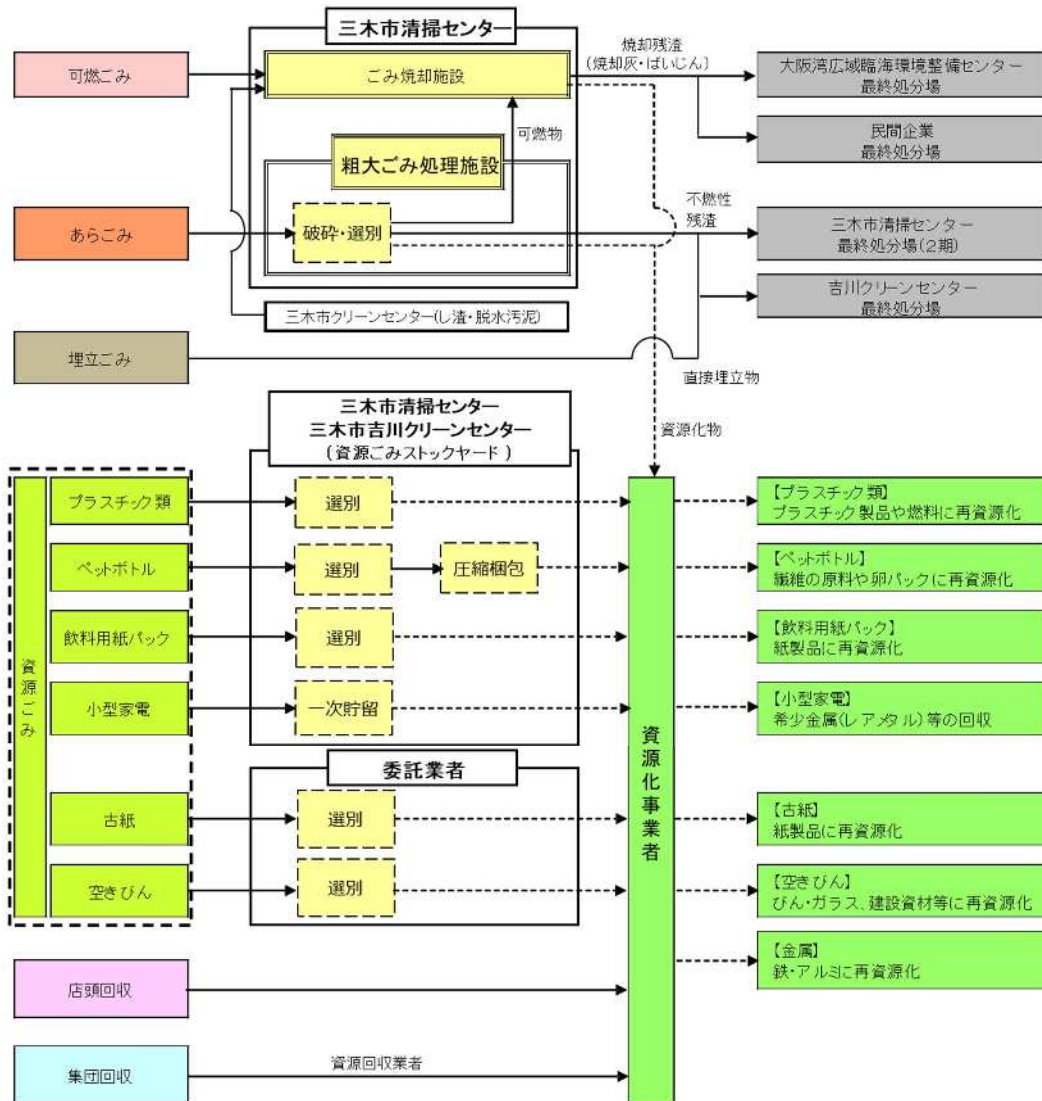 三木市清掃センター
可燃ごみ
ごみ焼却施設
焼却残渣
(焼却灰・ばいじん)
大阪湾広域臨海環境整備センター
最終処分場
可燃物
民間企業
最終処分場
粗大ごみ処理施設
あらごみ
破砕・選別
不燃性
残渣
三木市清掃センター
最終処分場(2期)
三木市クリーンセンター(し渣・脱水汚泥)
吉川クリーンセンター
最終処分場
埋立ごみ
直接埋立物
三木市清掃センター
三木市吉川クリーンセンター
(資源ごみストックヤード)
資源化物
資源ごみ
プラスチック類
選別
資源化事業者
【プラスチック類】
プラスチック製品や燃料に再資源化
ペットボトル
選別
圧縮梱包
【ペットボトル】
繊維の原料や卵パックに再資源化
飲料用紙パック
選別
【飲料用紙パック】
紙製品に再資源化
小型家電
一次貯留
【小型家電】
希少金属(レアメタル)等の回収
委託業者
古紙
選別
【古紙】
紙製品に再資源化
空きびん
選別
【空きびん】
びん・ガラス、建設資材等に再資源化
【金属】
鉄・アルミに再資源化
店頭回収
集団回収
資源回収業者